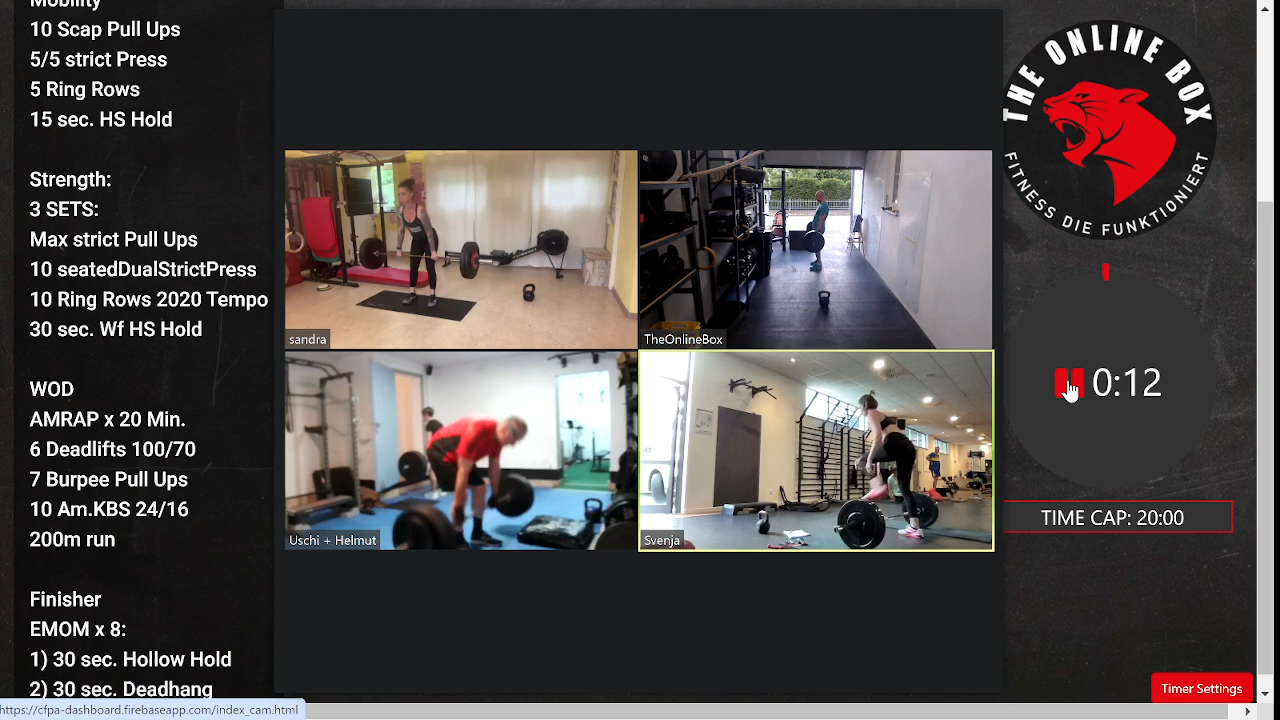 Mobility
10 Scap Pull Ups
5/5 strict Press
5 Ring Rows
15 sec. HS Hold
Strength:
3 SETS:
Max strict Pull Ups
10 seatedDualStrictPress
10 Ring Rows 2020 Tempo
30 sec. Wf HS Hold
WOD
AMRAP x 20 Min.
6 Deadlifts 100/70
7 Burpee Pull Ups
10 Am.KBS 24/16
200m run
Finisher
EMOM x 8:
1) 30 sec. Hollow Hold
2) 30 sec. Deadhang
https://cfpa-dashboard.firebaseapp.com/index_cam.html
sandra
TheOnlineBox
Uschi + Helmut
Svenja
THE ONLINE BOX
FITNESS DIE FUNKTIONIERT
0:12
TIME CAP: 20:00
Timer Settings